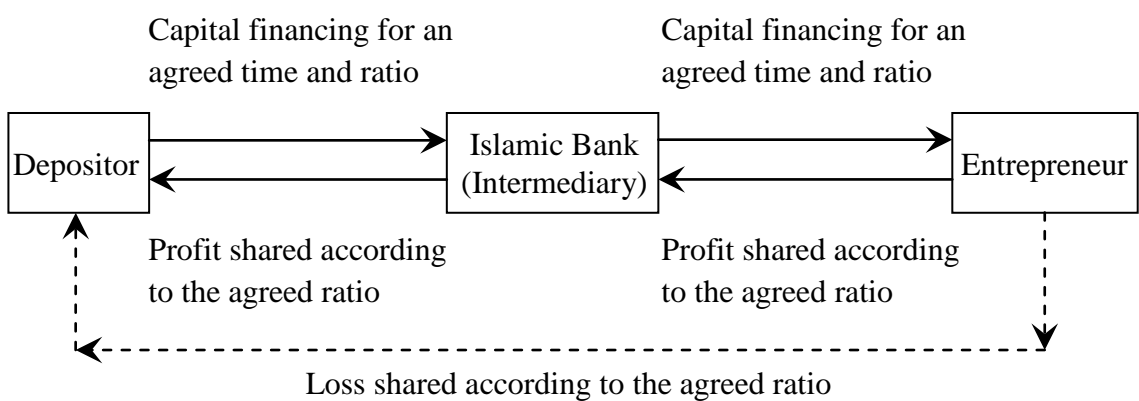 Capital financing for an
agreed time and ratio
Capital financing for an
agreed time and ratio
Depositor
Islamic Bank
(Intermediary)
Entrepreneur
Profit shared according
to the agreed ratio
Profit shared according
to the agreed ratio
Loss shared according to the agreed ratio